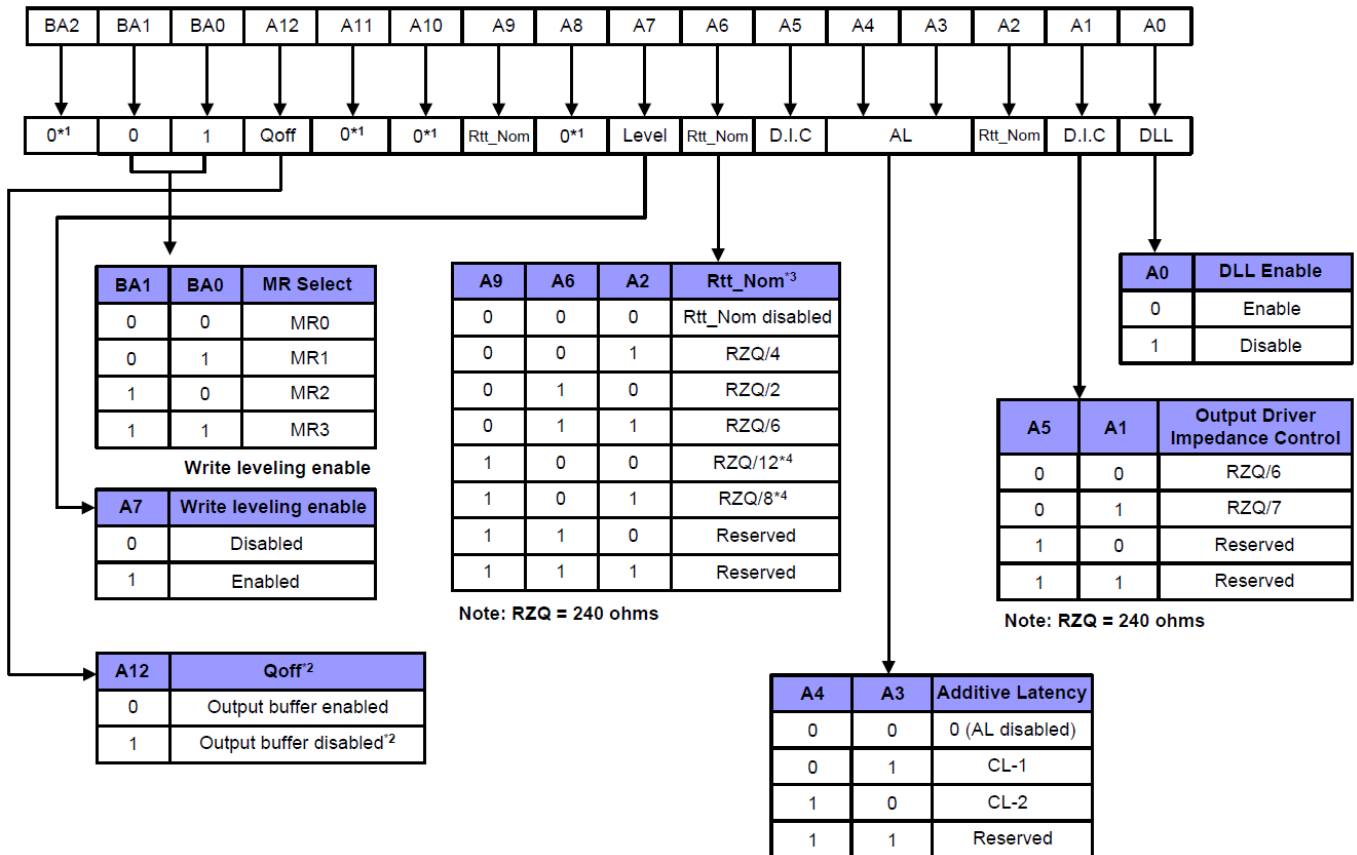 BA2 BA1 BA0 A12 A11 A10 A9 A8 A7 A6 A5 A4 A3 A2 A1 A0
0*1 0 1 Qoff 0*1 0*1 Rtt_Nom 0*1 Level Rtt_Nom D.I.C AL Rtt_Nom D.I.C DLL
BA1 BA0 MR Select
0 0 MR0
0 1 MR1
1 0 MR2
1 1 MR3
Write leveling enable
A7 Write leveling enable
0 Disabled
1 Enabled
A12 Qoff*2
0 Output buffer enabled
1 Output buffer disabled*2
A9 A6 A2 Rtt_Nom*3
0 0 0 Rtt_Nom disabled
0 0 1 RZQ/4
0 1 0 RZQ/2
0 1 1 RZQ/6
1 0 0 RZQ/12*4
1 0 1 RZQ/8*4
1 1 0 Reserved
1 1 1 Reserved
Note: RZQ = 240 ohms
A0 DLL Enable
0 Enable
1 Disable
A5 A1 Output Driver
Impedance Control
0 0 RZQ/6
0 1 RZQ/7
1 0 Reserved
1 1 Reserved
Note: RZQ = 240 ohms
A4 A3 Additive Latency
0 0 0 (AL disabled)
0 1 CL-1
1 0 CL-2
1 1 Reserved